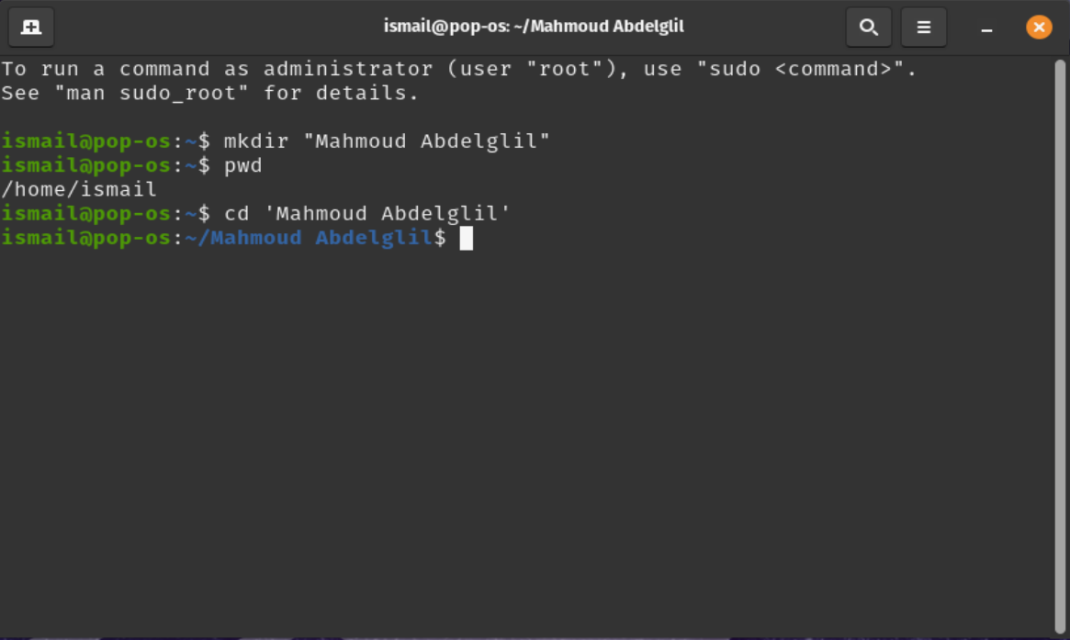 ismail@pop-os: ~/Mahmoud Abdelglil
To run a command as administrator (user "root"), use "sudo <command>".
See "man sudo_root" for details.
ismail@pop-os:~$ mkdir "Mahmoud Abdelglil"
ismail@pop-os:~$ pwd
/home/ismail
ismail@pop-os:~$ cd 'Mahmoud Abdelglil'
ismail@pop-os:~/Mahmoud Abdelglil$